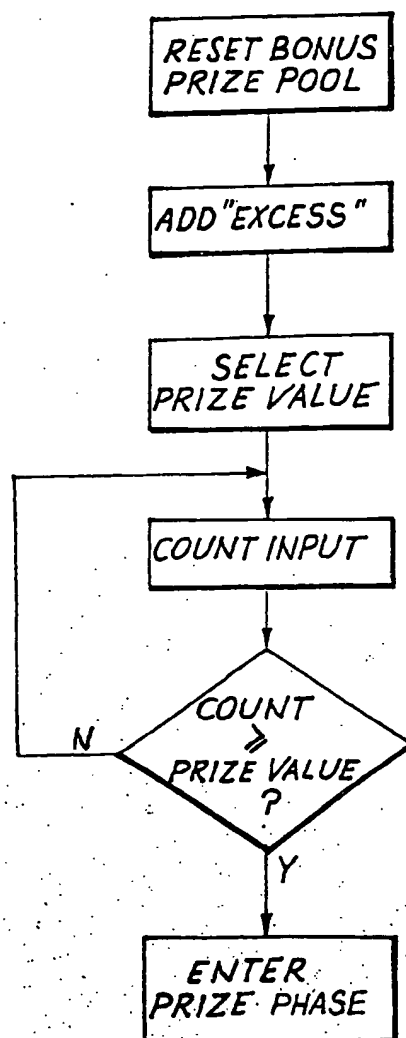 RESET BONUS
PRIZE POOL
ADD "EXCESS"
SELECT
PRIZE VALUE
COUNT INPUT
COUNT
⩾
PRIZE VALUE
?
N
Y
ENTER
PRIZE PHASE